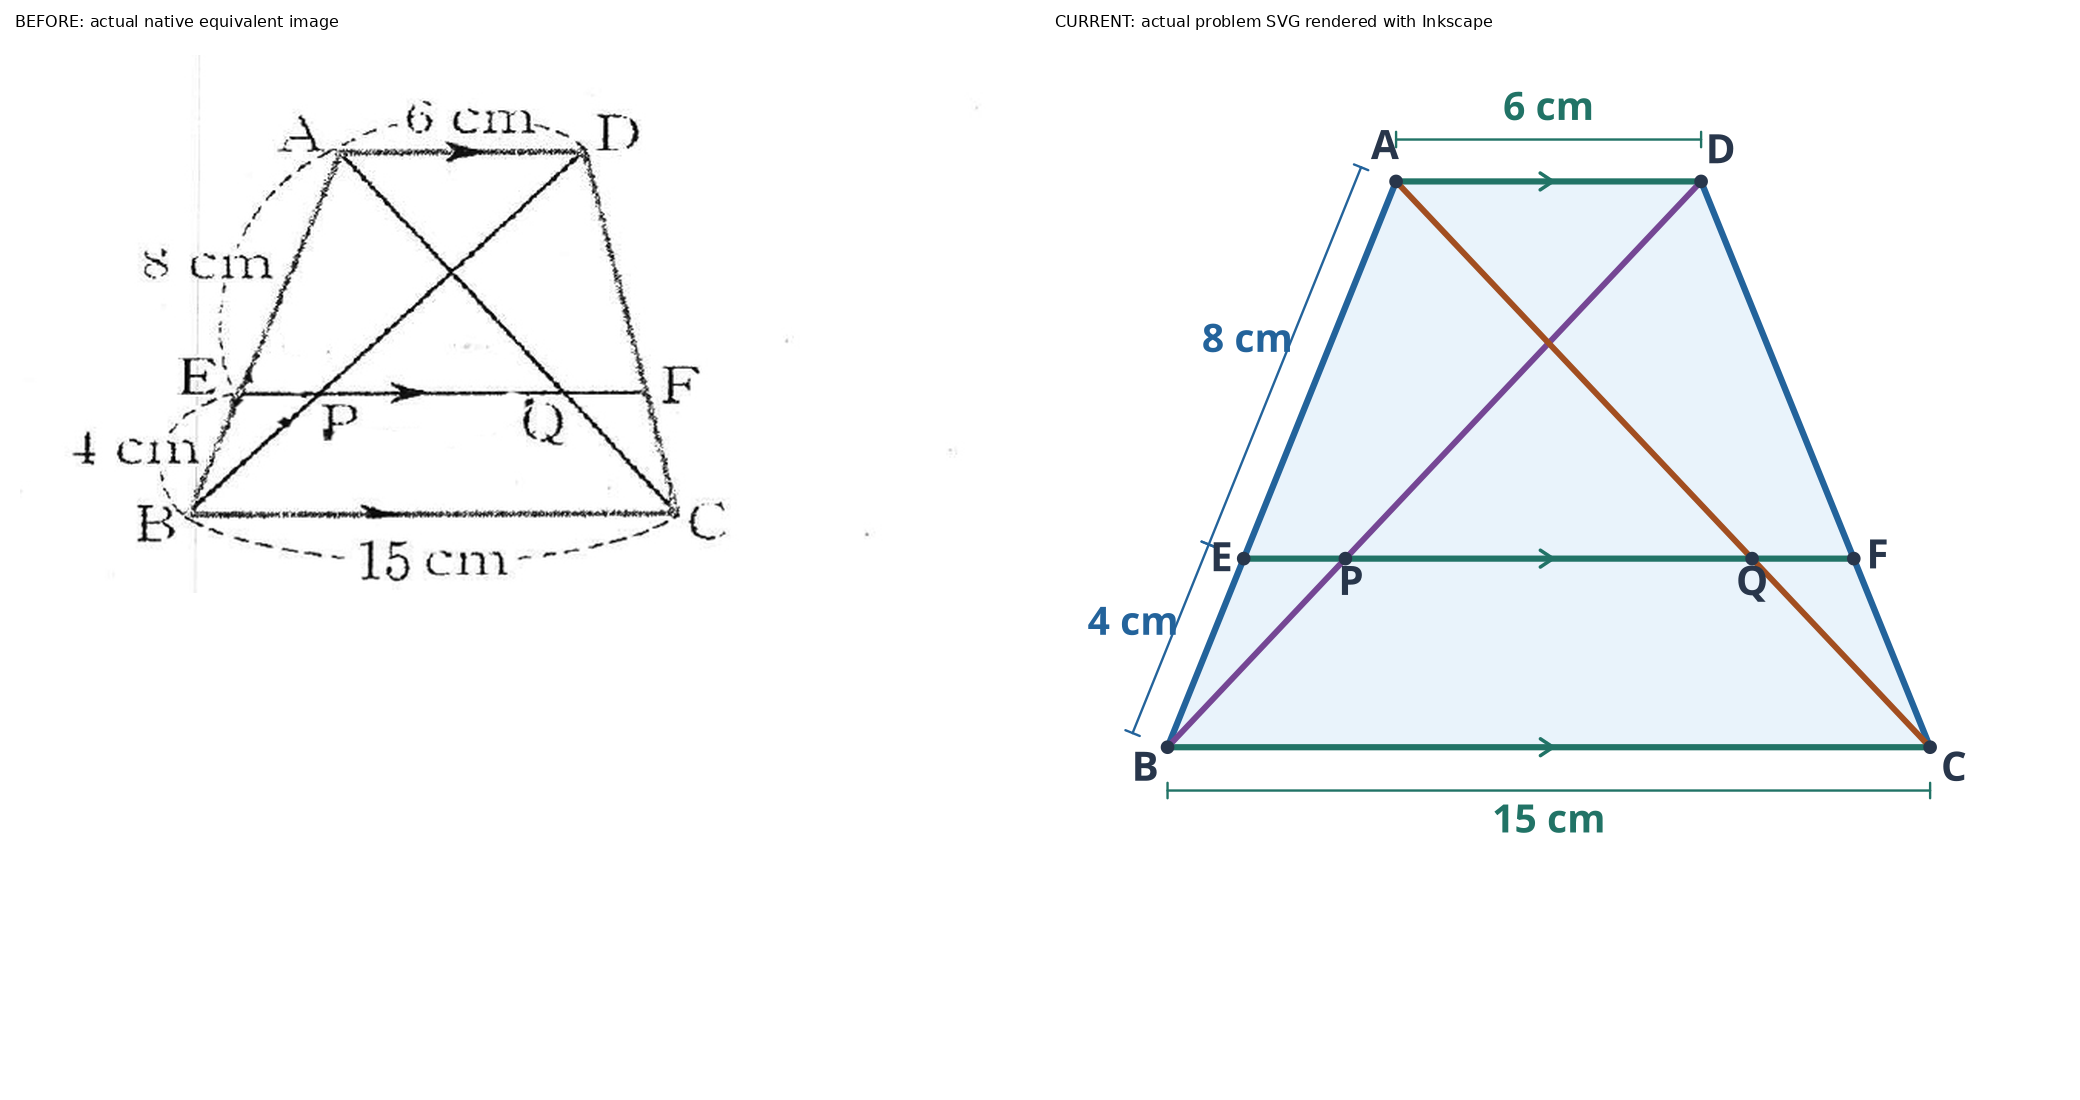 BEFORE: actual native equivalent image
A
6 cm
D
8 cm
E
P
Q
F
4 cm
B
C
15 cm
CURRENT: actual problem SVG rendered with Inkscape
6 cm
A
D
8 cm
E
P
Q
F
4 cm
B
C
15 cm